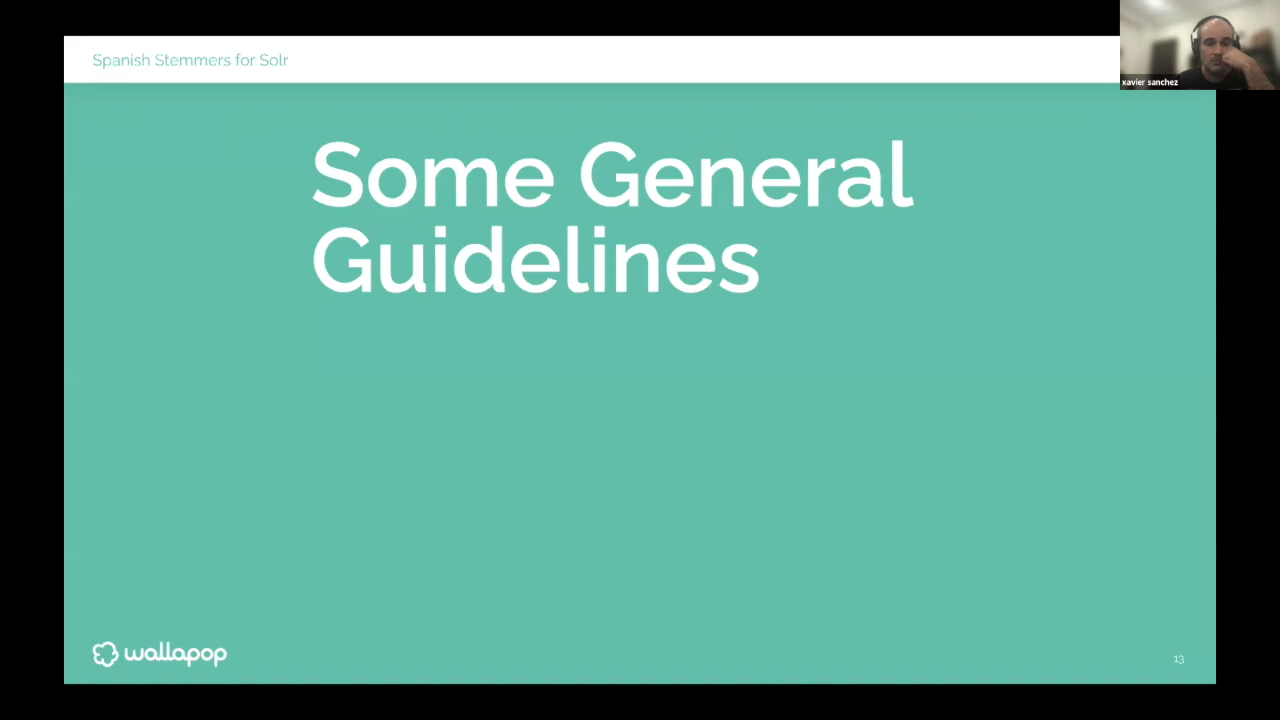 Spanish Stemmers for Solr
xavier sanchez
Some General
Guidelines
wallapop
13